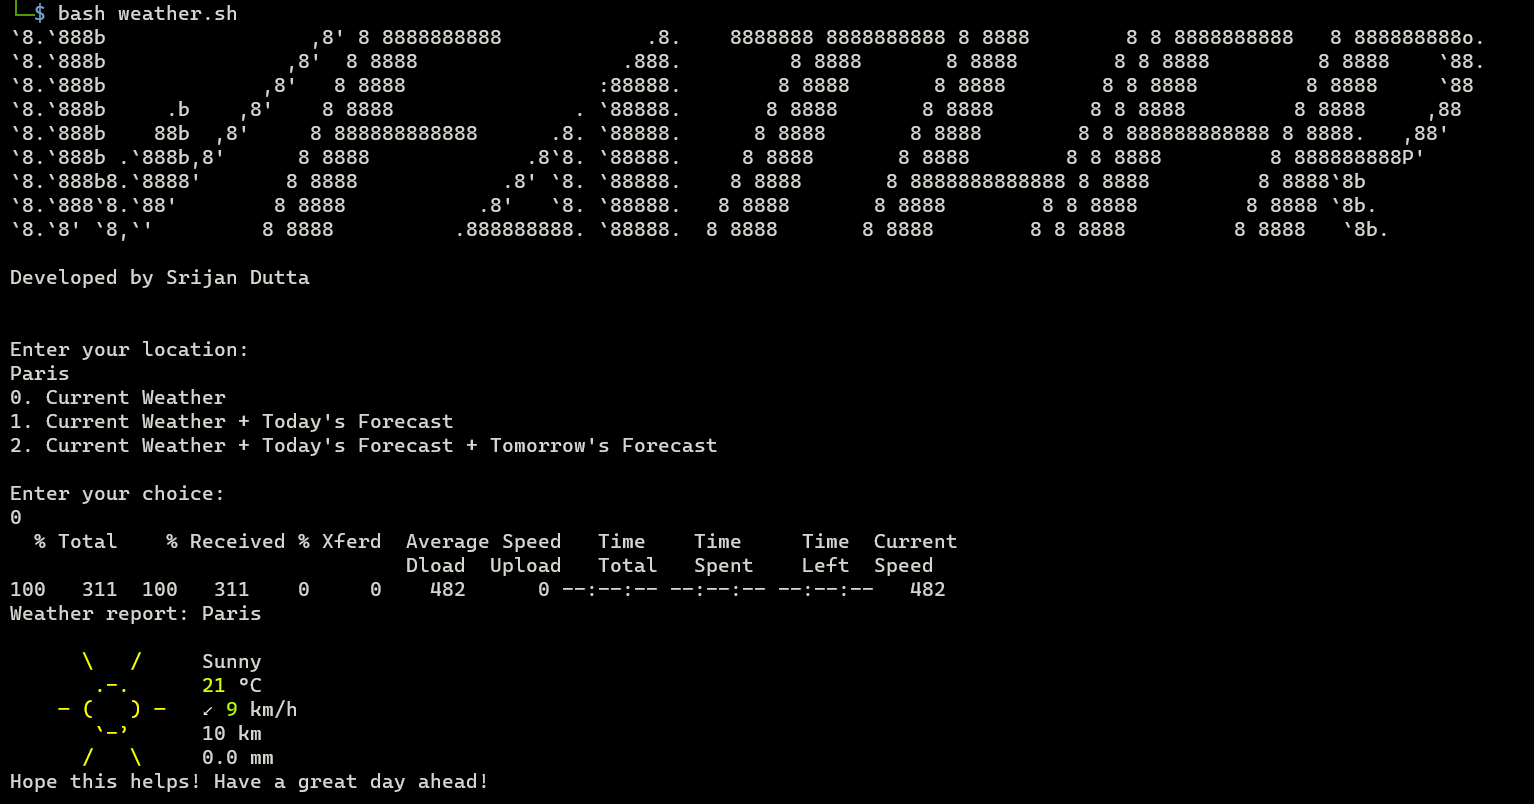 └─$ bash weather.sh
`8.`888b                 ,8' 8 8888888888            .8.    8888888 8888888888 8 8888        8 8 8888888888   8 888888888o.
`8.`888b               ,8'  8 8888                 .888.         8 8888       8 8888        8 8 8888         8 8888    `88.
`8.`888b             ,8'   8 8888                :88888.       8 8888       8 8888        8 8 8888         8 8888     `88
`8.`888b     .b    ,8'    8 8888                . `88888.       8 8888       8 8888        8 8 8888         8 8888     ,88
`8.`888b    88b  ,8'     8 888888888888      .8. `88888.      8 8888       8 8888        8 8 888888888888 8 8888.   ,88'
`8.`888b .`888b,8'      8 8888             .8`8. `88888.     8 8888       8 8888        8 8 8888         8 888888888P'
`8.`888b8.`8888'       8 8888            .8' `8. `88888.    8 8888       8 8888888888888 8 8888         8 8888`8b
`8.`888`8.`88'        8 8888           .8'   `8. `88888.   8 8888       8 8888        8 8 8888         8 8888 `8b.
`8.`8' `8,`'         8 8888          .888888888. `88888.  8 8888       8 8888        8 8 8888         8 8888   `8b.
Developed by Srijan Dutta
Enter your location:
Paris
0. Current Weather
1. Current Weather + Today's Forecast
2. Current Weather + Today's Forecast + Tomorrow's Forecast
Enter your choice:
0
  % Total    % Received % Xferd  Average Speed   Time    Time     Time  Current
                                 Dload  Upload   Total   Spent    Left  Speed
100   311  100   311    0     0    482      0 --:--:-- --:--:-- --:--:--   482
Weather report: Paris
      \   /     Sunny
       .-.      21 °C
    - (   ) -   ↙ 9 km/h
       `-’      10 km
      /   \     0.0 mm
Hope this helps! Have a great day ahead!